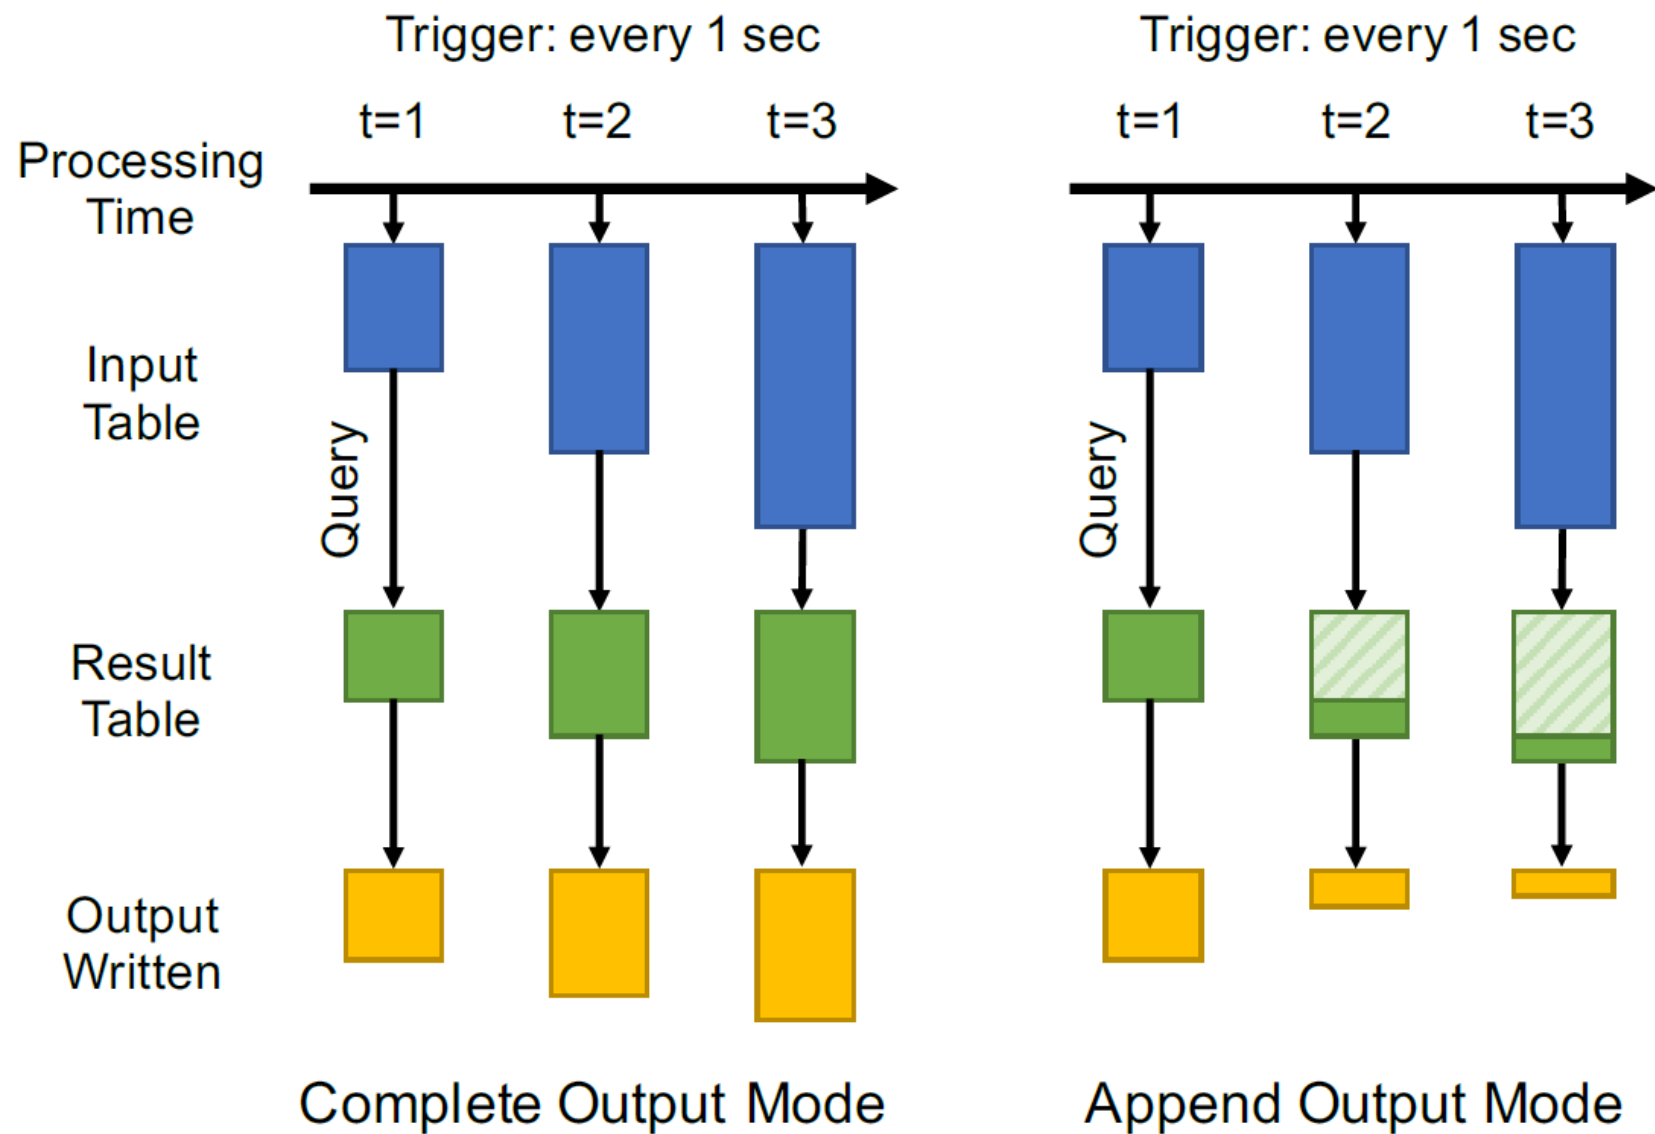 Trigger: every 1 sec
t=1 t=2 t=3
Processing
Time
Input
Table
Query
Result
Table
Output
Written
Complete Output Mode
Trigger: every 1 sec
t=1 t=2 t=3
Query
Append Output Mode